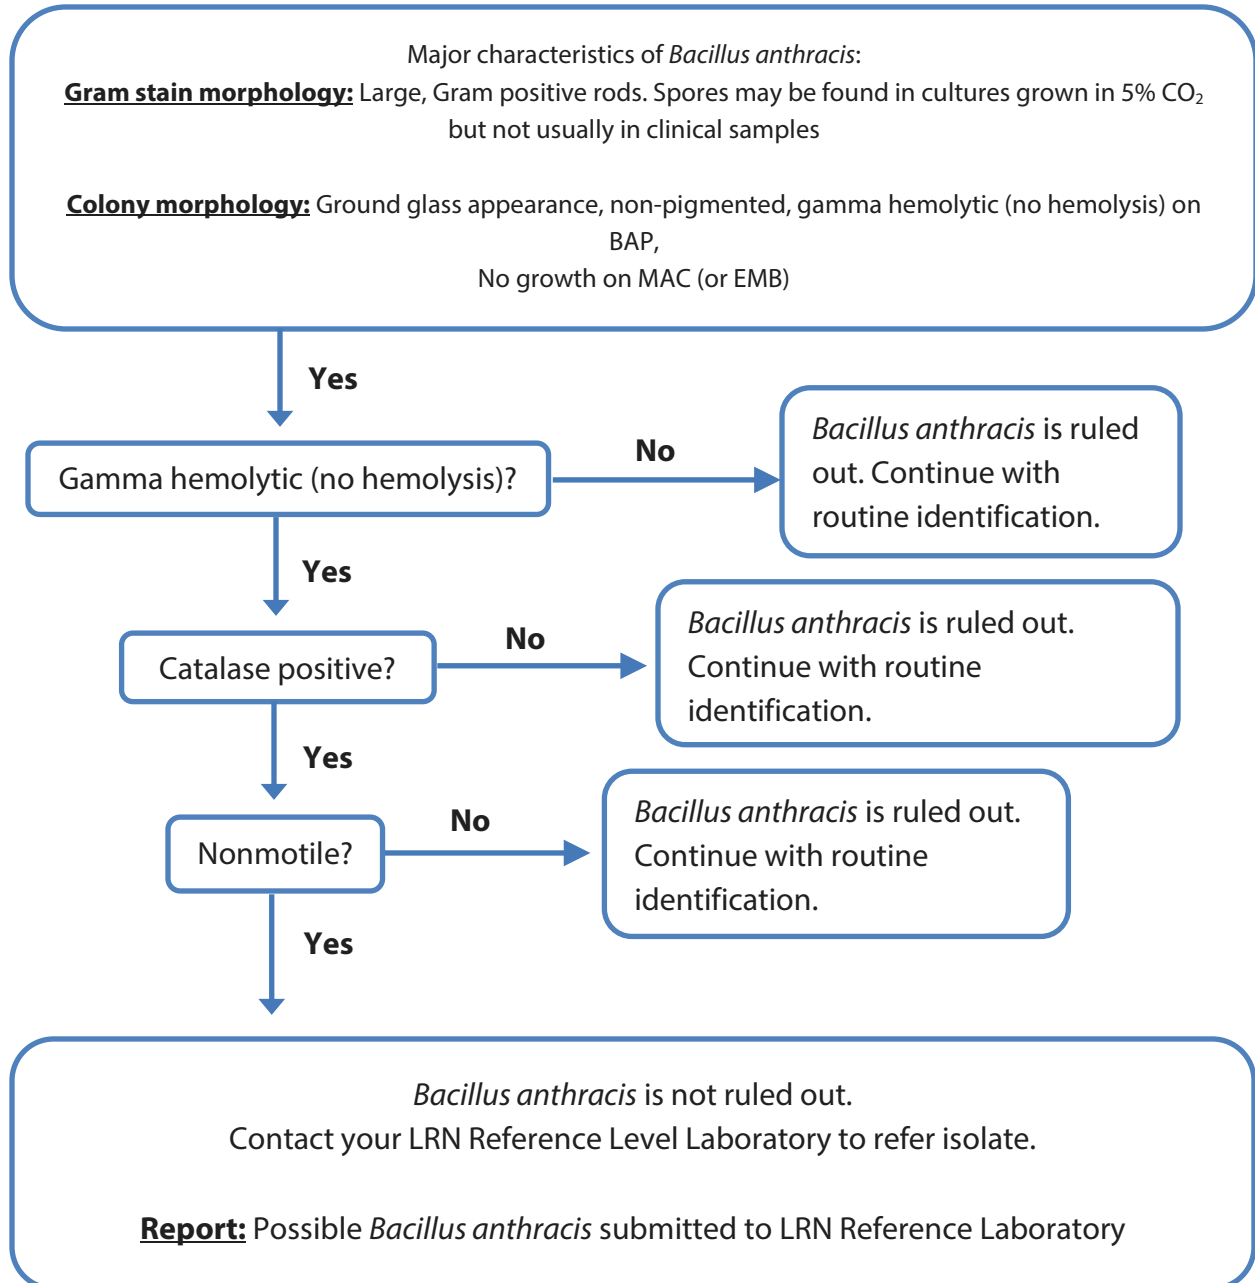 Major characteristics of Bacillus anthracis:
Gram stain morphology: Large, Gram positive rods. Spores may be found in cultures grown in 5% CO₂
but not usually in clinical samples
Colony morphology: Ground glass appearance, non-pigmented, gamma hemolytic (no hemolysis) on
BAP,
No growth on MAC (or EMB)
Yes
Gamma hemolytic (no hemolysis)?
No
Bacillus anthracis is ruled
out. Continue with
routine identification.
Yes
Catalase positive?
No
Bacillus anthracis is ruled out.
Continue with routine
identification.
Yes
Nonmotile?
No
Bacillus anthracis is ruled out.
Continue with routine
identification.
Yes
Bacillus anthracis is not ruled out.
Contact your LRN Reference Level Laboratory to refer isolate.
Report: Possible Bacillus anthracis submitted to LRN Reference Laboratory